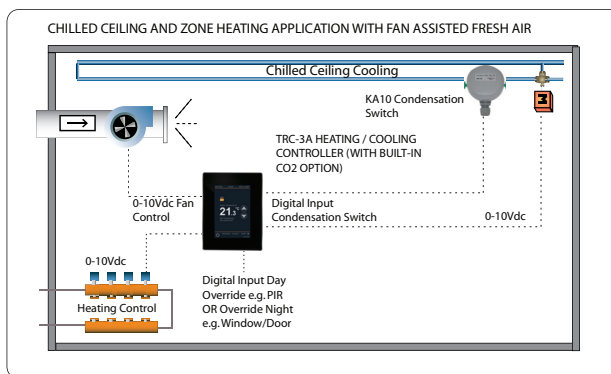 CHILLED CEILING AND ZONE HEATING APPLICATION WITH FAN ASSISTED FRESH AIR
Chilled Ceiling Cooling
KA10 Condensation
Switch
M
TRC-3A HEATING / COOLING
CONTROLLER (WITH BUILT-IN
CO2 OPTION)
0-10Vdc Fan
Control
21.3°
Digital Input
Condensation Switch
0-10Vdc
0-10Vdc
Heating Control
Digital Input Day
Override e.g. PIR
OR Override Night
e.g. Window/Door